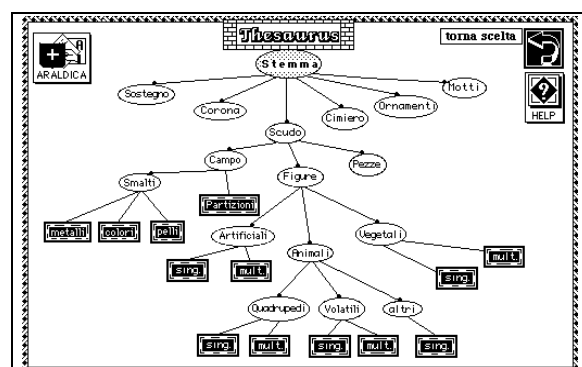 Thesaurus
torna scelta
A
ARALDICA
HELP
?
Stemma
Sostegno
Corona
Cimiero
Ornamenti
Motti
Scudo
Campo
Figure
Pezze
Smalti
Partizioni
metalli
colori
pelli
Artificiali
Animali
Vegetali
sing.
mult.
sing.
mult.
Quadrupedi
Volatili
altri
sing.
mult.
sing.
mult.
sing.